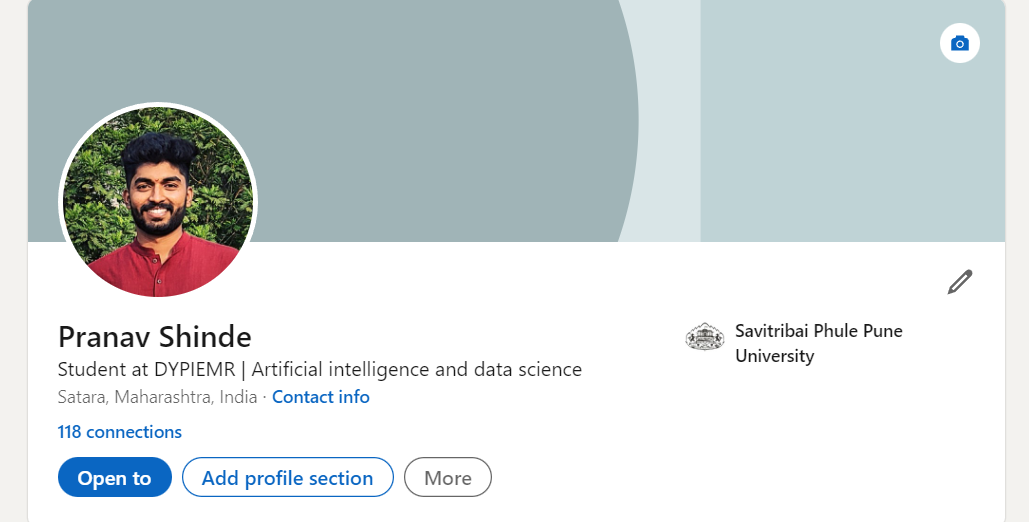 Pranav Shinde
Student at DYPIEMR | Artificial intelligence and data science
Satara, Maharashtra, India · Contact info
118 connections
Open to
Add profile section
More
Savitribai Phule Pune
University